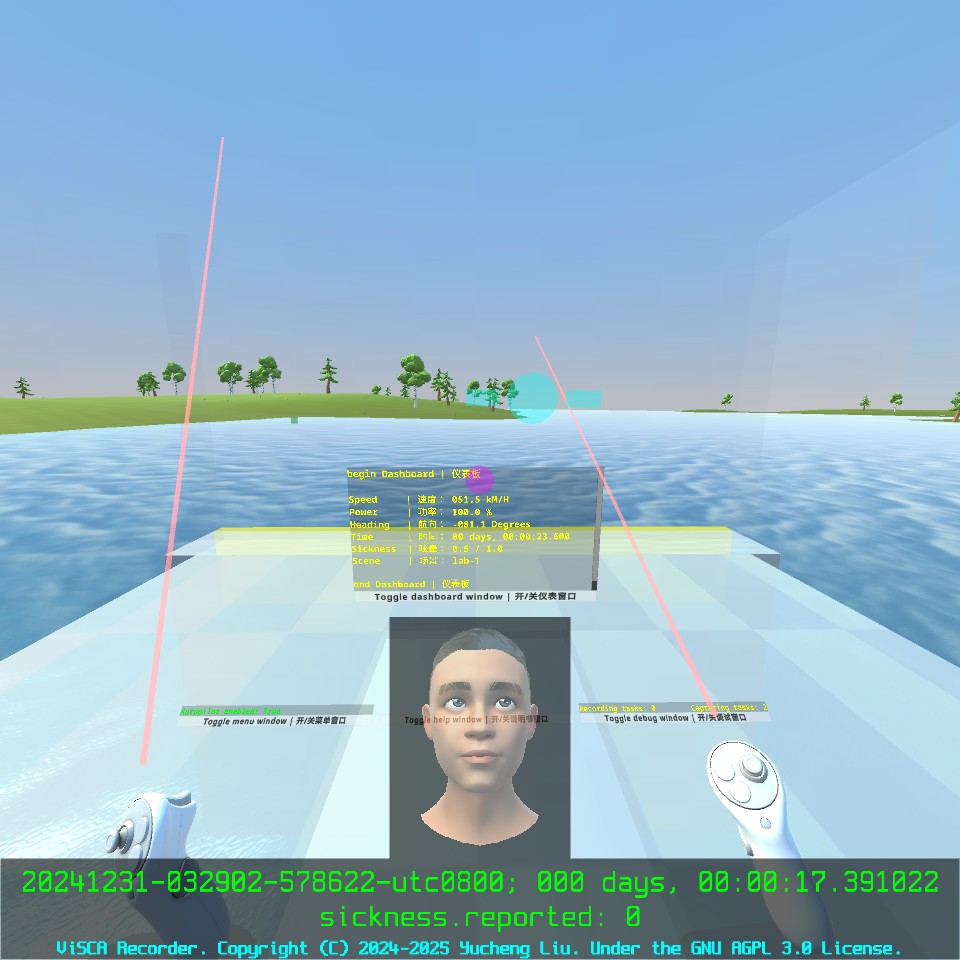 begin Dashboard | 仪表板
Speed | 速度: 051.5 kM/H
Power | 功率: 100.0 %
Heading | 航向: -081.1 Degrees
Time | 时间: 00 days, 00:00:23.600
Sickness | 眩晕: 0.5 / 1.0
Scene | 场景: lab-1
end Dashboard | 仪表板
Toggle dashboard window | 开/关仪表窗口
Autopilot enabled: True
Toggle menu window | 开/关菜单窗口
Toggle help window | 开/关说明书窗口
Recording tasks: 0 Capturing tasks: 2
Toggle debug window | 开/关调试窗口
20241231-032902-578622-utc0800; 000 days, 00:00:17.391022
sickness.reported: 0
ViSCA Recorder. Copyright (C) 2024-2025 Yucheng Liu. Under the GNU AGPL 3.0 License.